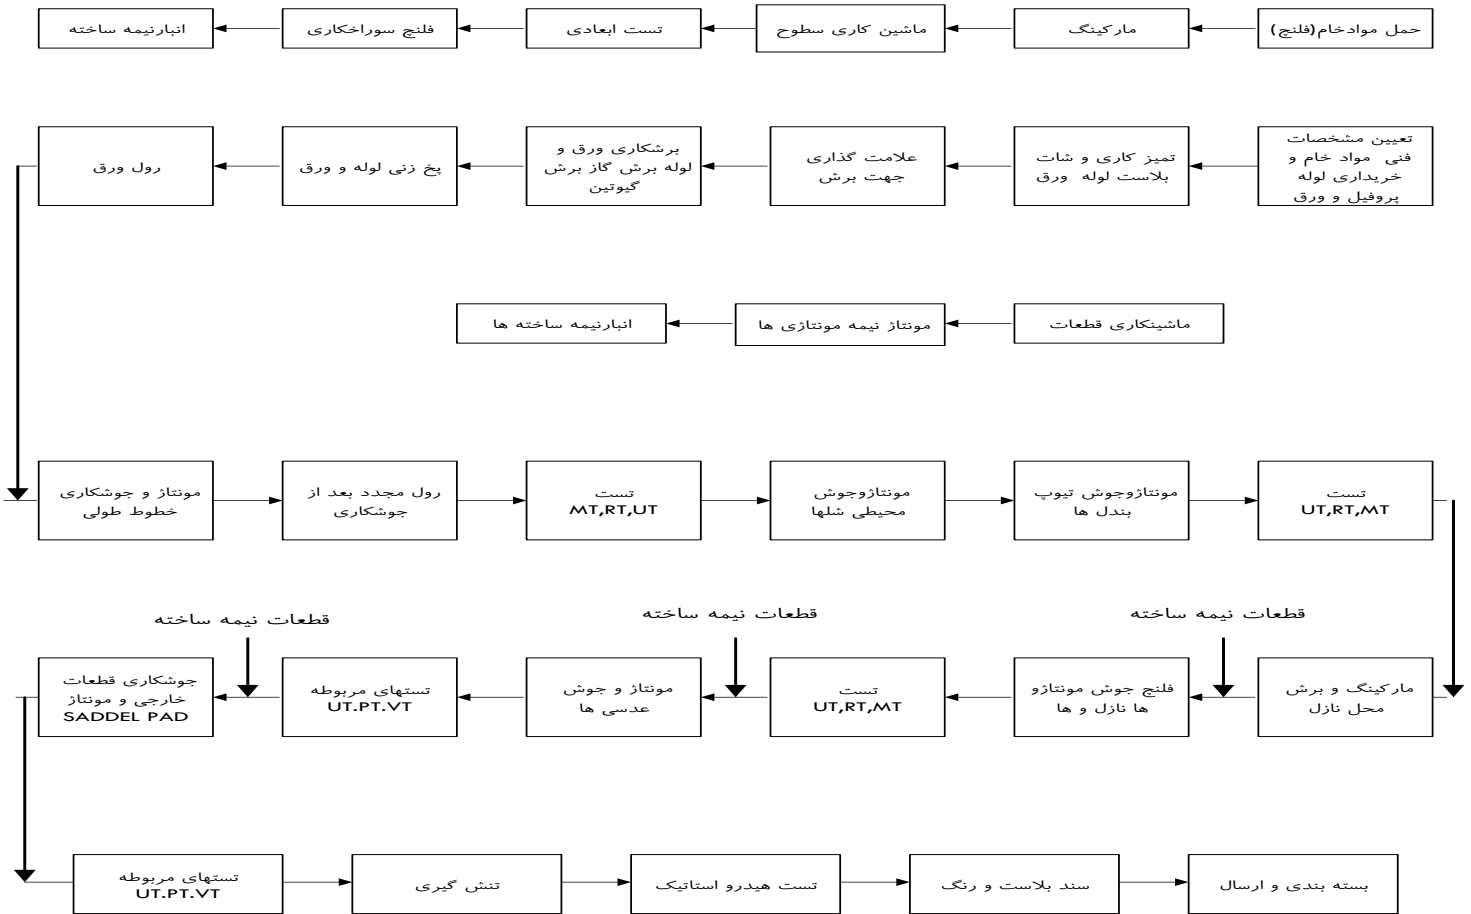 حمل موادخام(فلنچ)
مارکینگ
ماشین کاری سطوح
تست ابعادی
فلنچ سوراخکاری
انبارنیمه ساخته
تعیین مشخصات
فنی مواد خام و
خریداری لوله
پروفیل و ورق
تمیز کاری و شات
بلاست لوله ورق
علامت گذاری
جهت برش
برشکاری ورق و
لوله برش گاز برش
گیوتین
پخ زنی لوله و ورق
رول ورق
ماشینکاری قطعات
مونتاژ نیمه مونتاژی ها
انبارنیمه ساخته ها
مونتاژ و جوشکاری
خطوط طولی
رول مجدد بعد از
جوشکاری
تست
MT,RT,UT
مونتاژوجوش
محیطی شلها
مونتاژوجوش تیوپ
بندل ها
تست
UT,RT,MT
قطعات نیمه ساخته
قطعات نیمه ساخته
قطعات نیمه ساخته
مارکینگ و برش
محل نازل
فلنچ جوش مونتاژو
ها نازل و ها
تست
UT,RT,MT
مونتاژ و جوش
عدسی ها
تستهای مربوطه
UT.PT.VT
جوشکاری قطعات
خارجی و مونتاژ
SADDEL PAD
تستهای مربوطه
UT.PT.VT
تنش گیری
تست هیدرو استاتیک
سند بلاست و رنگ
بسته بندی و ارسال